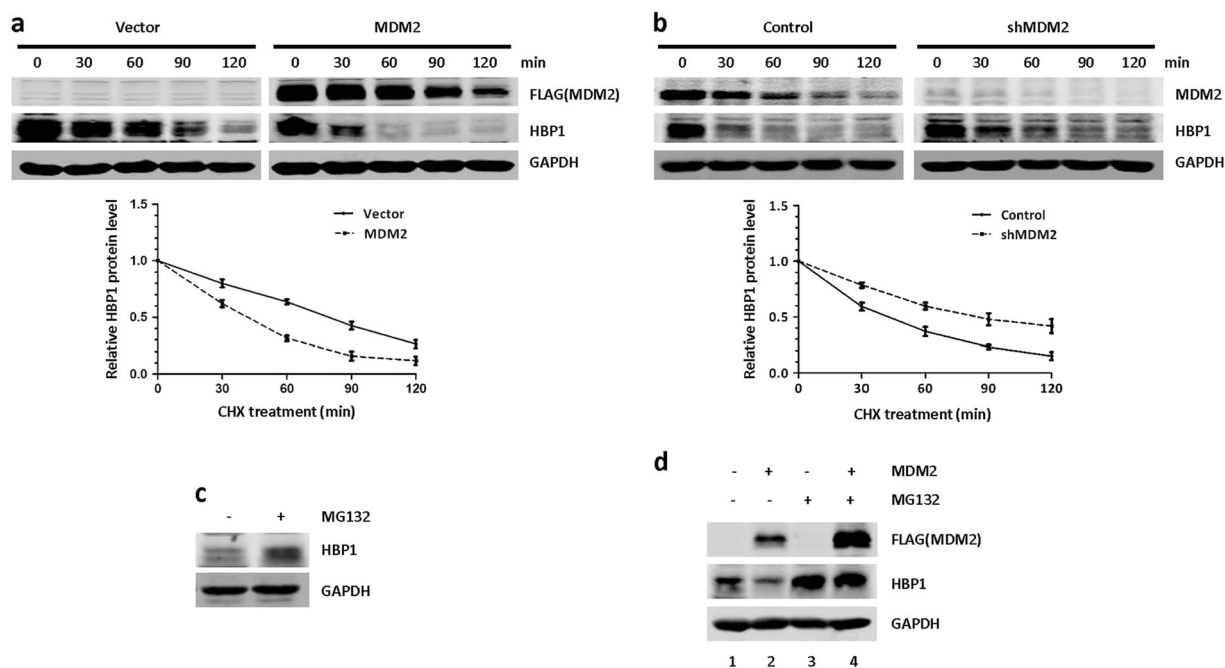 a
Vector MDM2
0 30 60 90 120 0 30 60 90 120 min
FLAG(MDM2)
HBP1
GAPDH
1.5
1.0
0.5
0.0
Relative HBP1 protein level
Vector
MDM2
0 30 60 90 120
CHX treatment (min)
b
Control shMDM2
0 30 60 90 120 0 30 60 90 120 min
MDM2
HBP1
GAPDH
1.5
1.0
0.5
0.0
Relative HBP1 protein level
Control
shMDM2
0 30 60 90 120
CHX treatment (min)
c
- + MG132
HBP1
GAPDH
d
- + - + MDM2
- - + + MG132
FLAG(MDM2)
HBP1
GAPDH
1 2 3 4